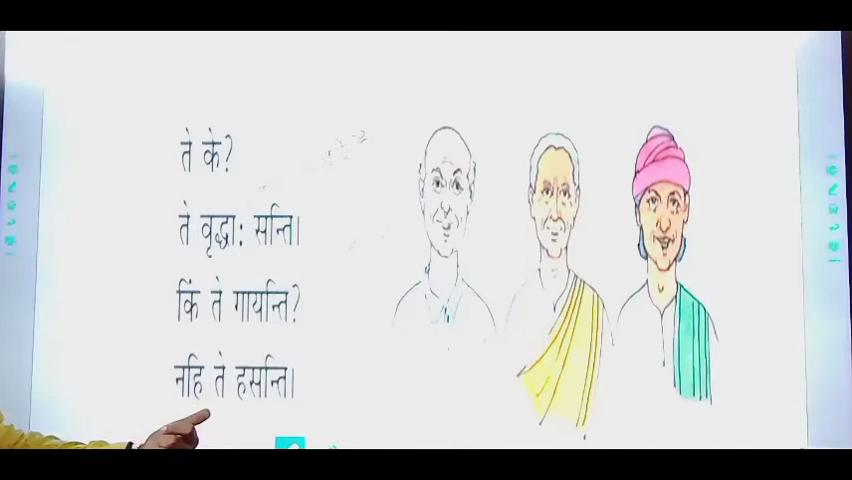 ते के?
ते वृद्धाः सन्ति।
किं ते गायन्ति?
नहि ते हसन्ति।